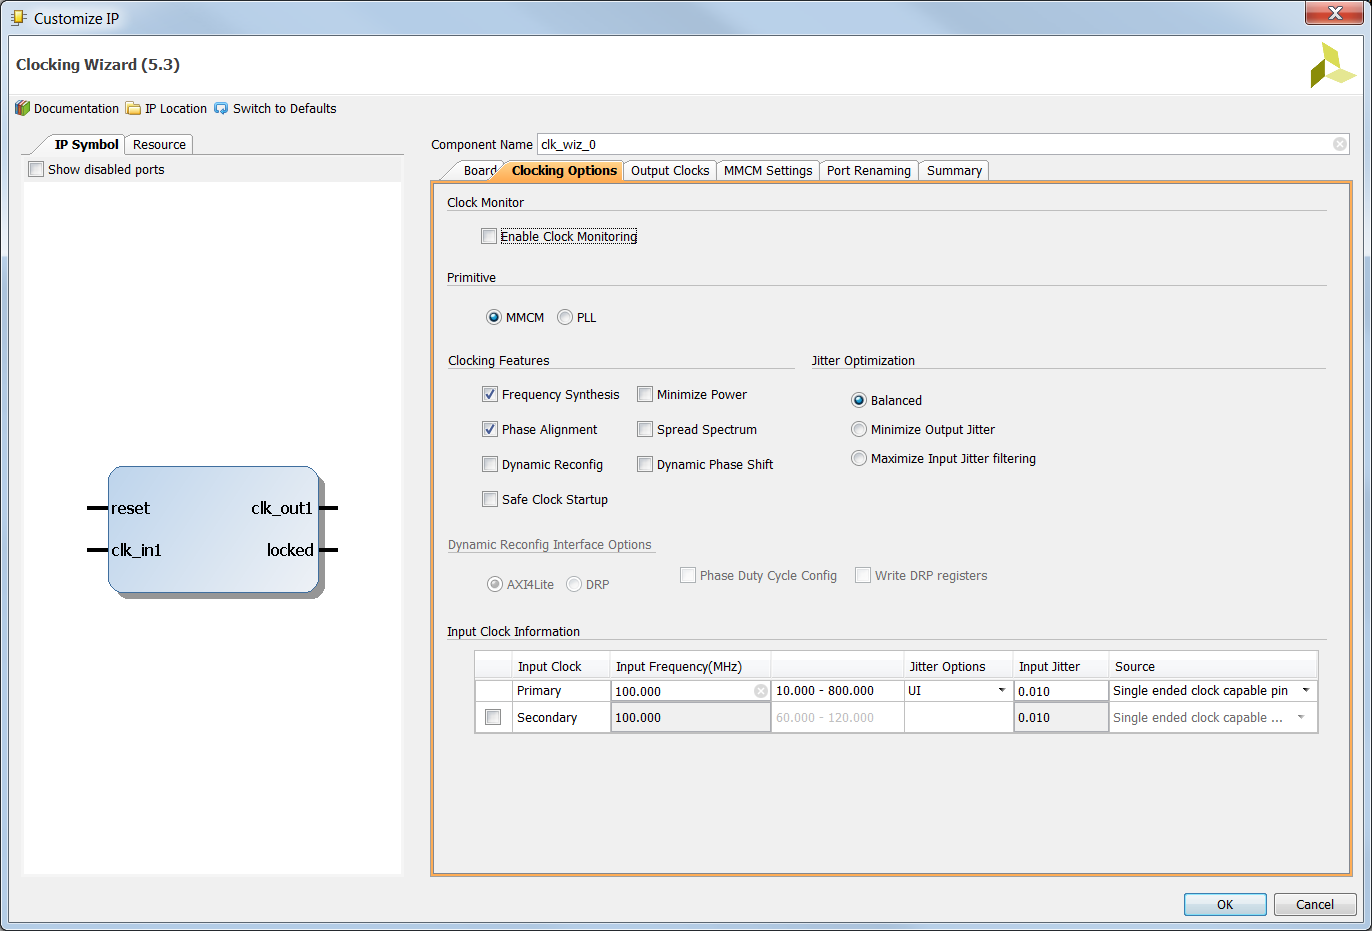 Customize IP
Clocking Wizard (5.3)
Documentation IP Location Switch to Defaults
IP Symbol Resource
Show disabled ports
reset clk_out1
clk_in1 locked
Component Name clk_wiz_0
Board Clocking Options Output Clocks MMCM Settings Port Renaming Summary
Clock Monitor
Enable Clock Monitoring
Primitive
MMCM PLL
Clocking Features
Frequency Synthesis Minimize Power
Phase Alignment Spread Spectrum
Dynamic Reconfig Dynamic Phase Shift
Safe Clock Startup
Jitter Optimization
Balanced
Minimize Output Jitter
Maximize Input Jitter filtering
Dynamic Reconfig Interface Options
AXI4Lite DRP Phase Duty Cycle Config Write DRP registers
Input Clock Information
Input Clock Input Frequency(MHz) Jitter Options Input Jitter Source
Primary 100.000 10.000 - 800.000 UI 0.010 Single ended clock capable pin
Secondary 100.000 60.000 - 120.000 0.010 Single ended clock capable ...
OK Cancel